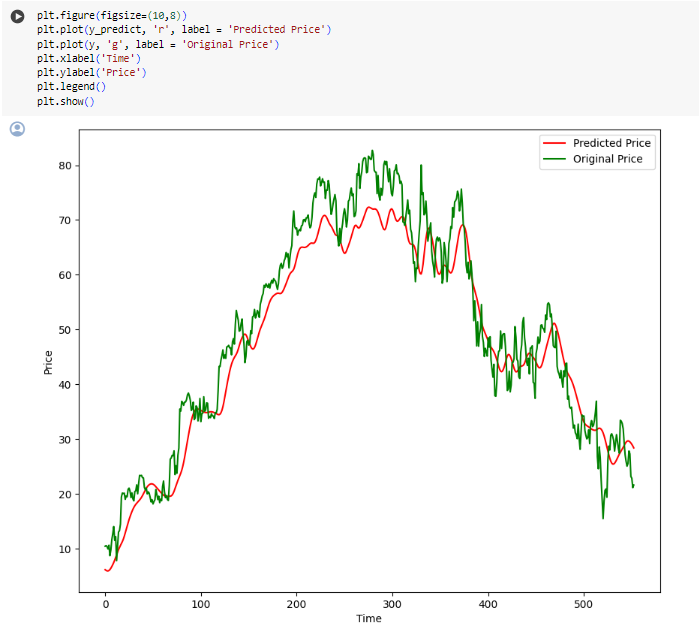 plt.figure(figsize=(10,8))
plt.plot(y_predict, 'r', label = 'Predicted Price')
plt.plot(y, 'g', label = 'Original Price')
plt.xlabel('Time')
plt.ylabel('Price')
plt.legend()
plt.show()
Predicted Price
Original Price
80
70
60
50
40
30
20
10
Price
0 100 200 300 400 500
Time